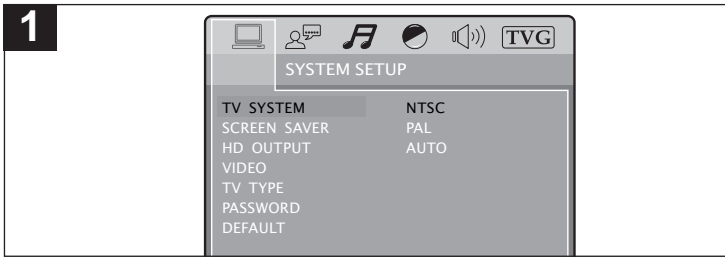 1
TVG
SYSTEM SETUP
TV SYSTEM NTSC
SCREEN SAVER PAL
HD OUTPUT AUTO
VIDEO
TV TYPE
PASSWORD
DEFAULT